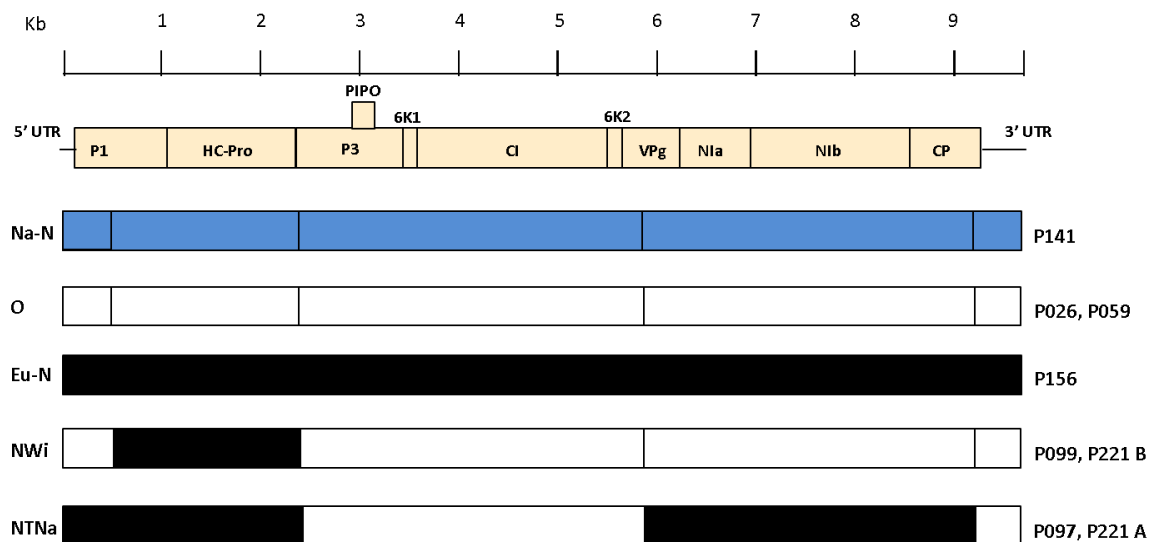 Kb 1 2 3 4 5 6 7 8 9
PIPO
5' UTR 6K1 6K2 3' UTR
P1 HC-Pro P3 CI VPg NIa NIb CP
Na-N P141
O P026, P059
Eu-N P156
NWi P099, P221 B
NTNa P097, P221 A